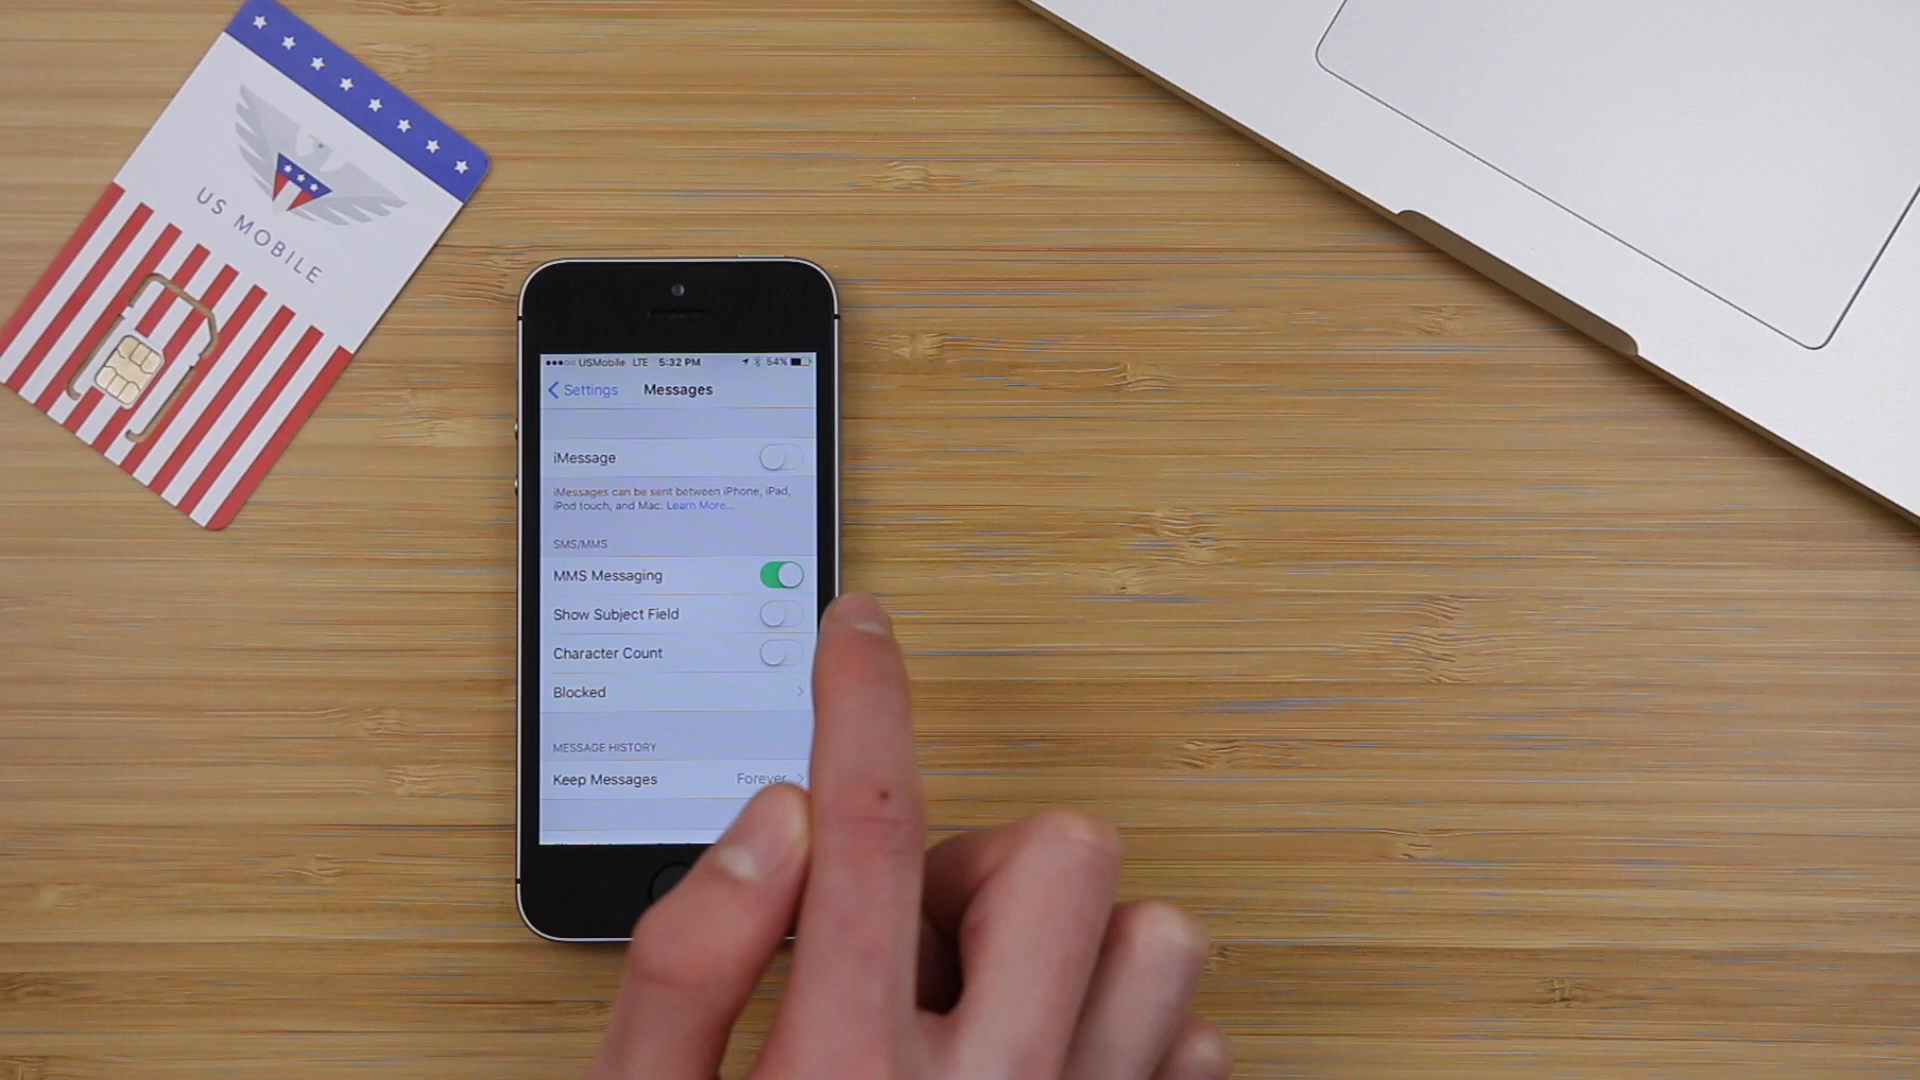 US MOBILE
USMobile LTE 5:32 PM 54%
Settings Messages
iMessage
iMessages can be sent between iPhone, iPad,
iPod touch, and Mac. Learn More...
SMS/MMS
MMS Messaging
Show Subject Field
Character Count
Blocked
MESSAGE HISTORY
Keep Messages Forever